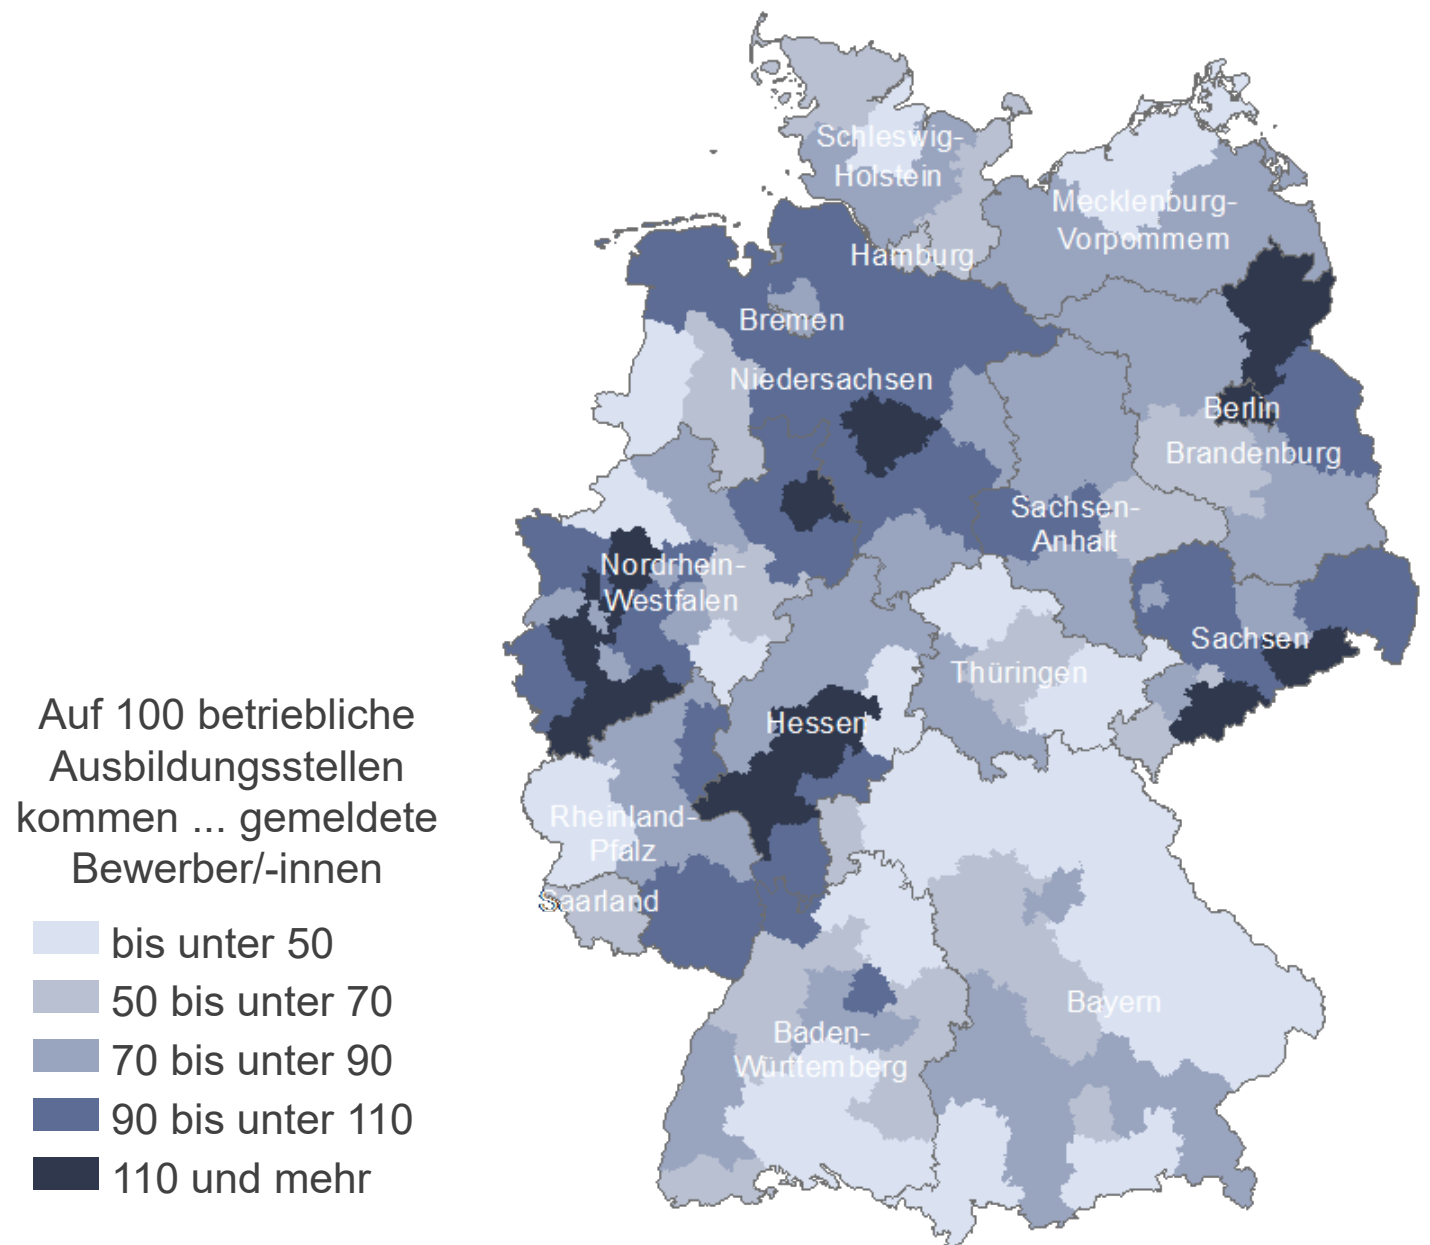 Schleswig-
Holstein
Mecklenburg-
Vorpommern
Hamburg
Bremen
Niedersachsen
Berlin
Brandenburg
Sachsen-
Anhalt
Nordrhein-
Westfalen
Sachsen
Thüringen
Hessen
Rheinland-
Pfalz
Saarland
Bayern
Baden-
Württemberg
Auf 100 betriebliche
Ausbildungsstellen
kommen ... gemeldete
Bewerber/-innen
bis unter 50
50 bis unter 70
70 bis unter 90
90 bis unter 110
110 und mehr